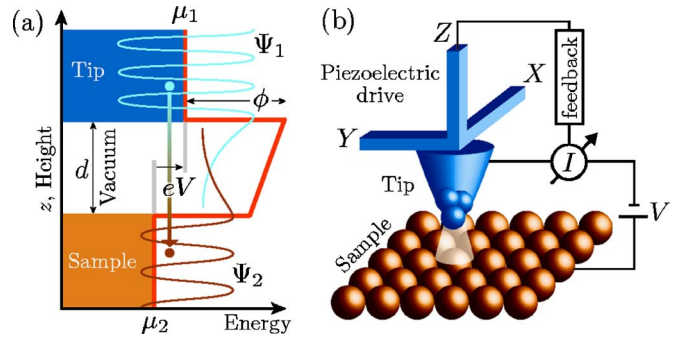 (a)
μ₁
Ψ₁
Tip
ϕ
z, Height
d
Vacuum
eV
Sample
Ψ₂
μ₂
Energy
(b)
Z
X
Piezoelectric
drive
Y
feedback
I
Tip
V
Sample